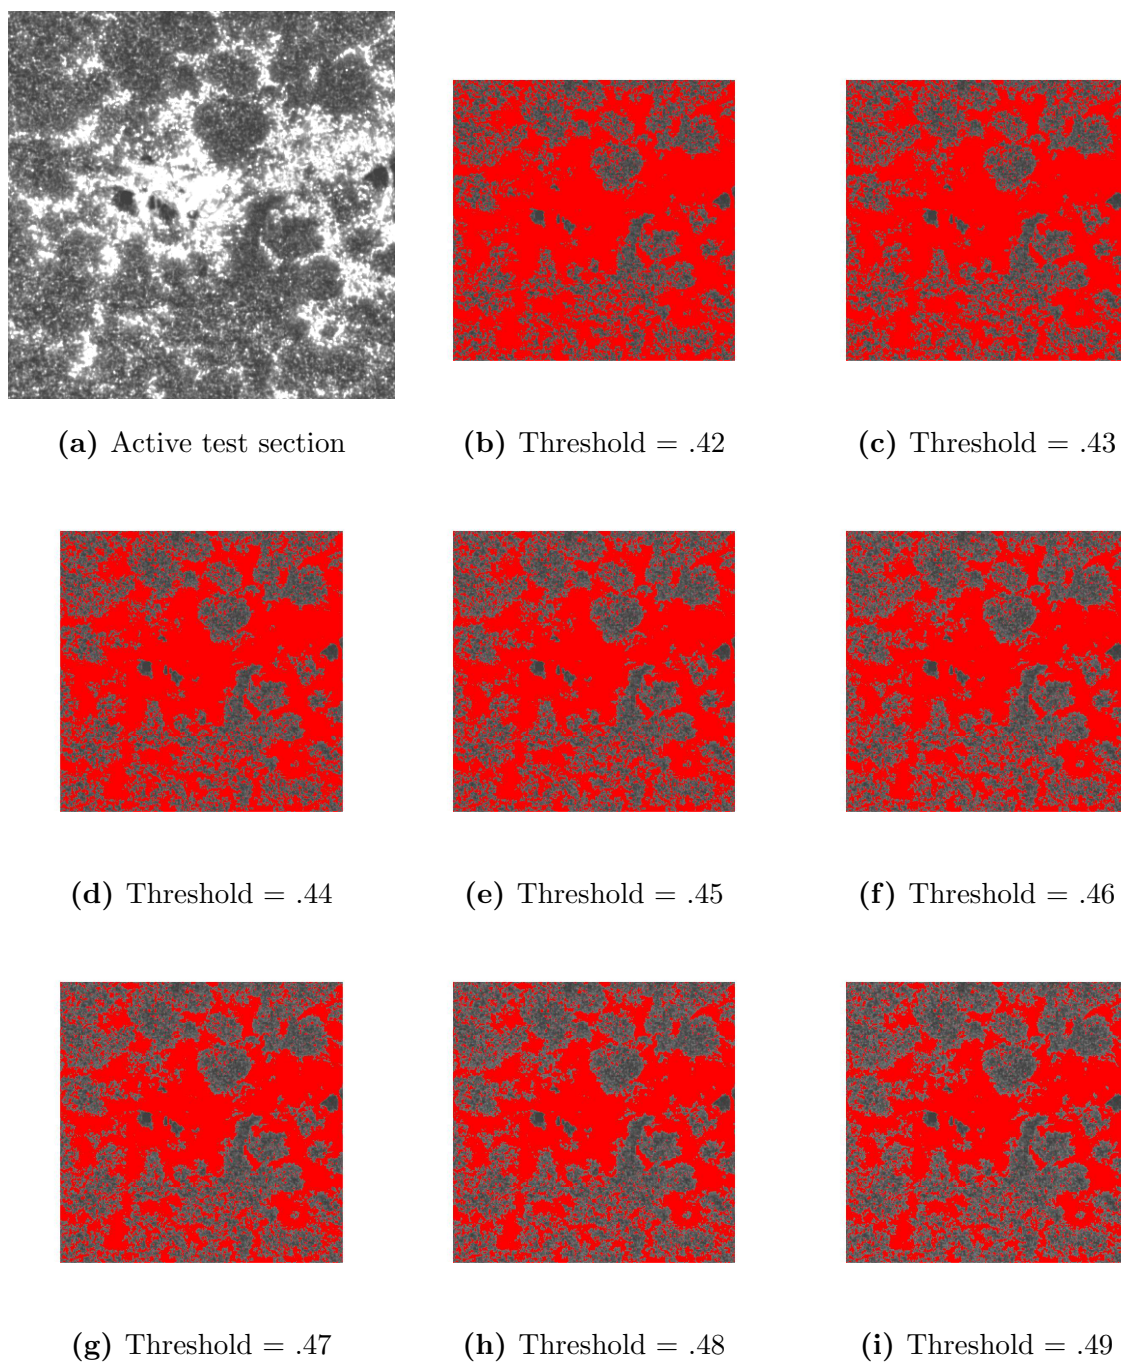 (a) Active test section
(b) Threshold = .42
(c) Threshold = .43
(d) Threshold = .44
(e) Threshold = .45
(f) Threshold = .46
(g) Threshold = .47
(h) Threshold = .48
(i) Threshold = .49